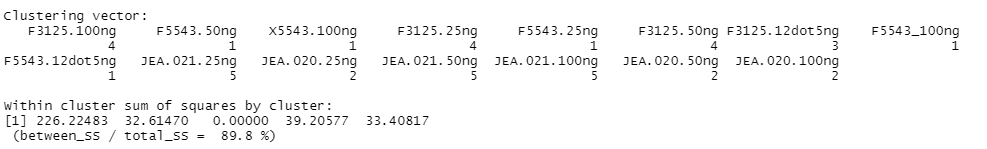 Clustering vector:
F3125.100ng F5543.50ng X5543.100ng F3125.25ng F5543.25ng F3125.50ng F3125.12dot5ng F5543_100ng
4 1 1 4 1 4 3 1
F5543.12dot5ng JEA.021.25ng JEA.020.25ng JEA.021.50ng JEA.021.100ng JEA.020.50ng JEA.020.100ng
1 5 2 5 5 2 2
Within cluster sum of squares by cluster:
[1] 226.22483 32.61470 0.00000 39.20577 33.40817
(between_SS / total_SS = 89.8 %)